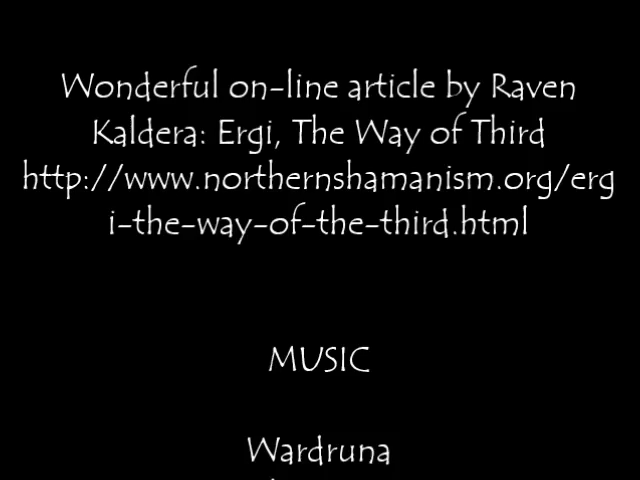 Wonderful on-line article by Raven
Kaldera: Ergi, The Way of Third
http://www.northernshamanism.org/erg
i-the-way-of-the-third.html
MUSIC
Wardruna